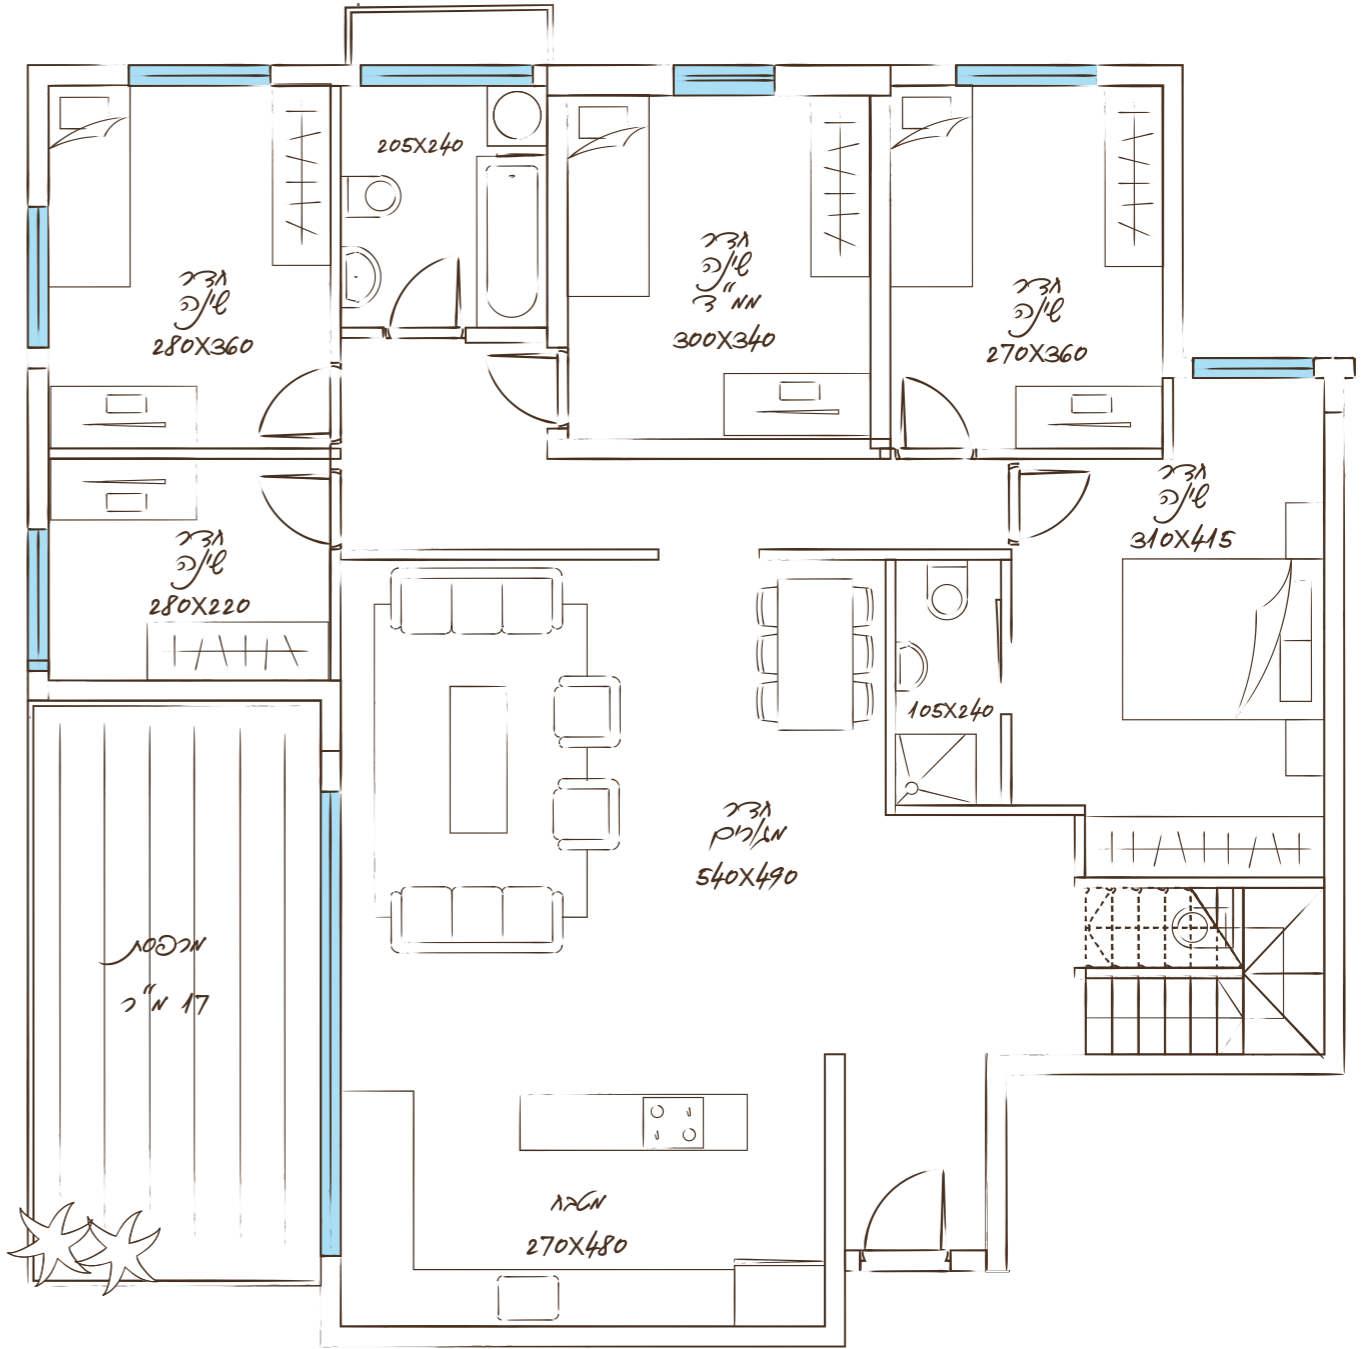 205X240
חדר
שינה
280X360
חדר
שינה
ממ"ד
300X340
חדר
שינה
270X360
חדר
שינה
310X415
חדר
שינה
280X220
105X240
חדר
מגורים
540X490
מרפסת
17 מ"ר
מטבח
270X480